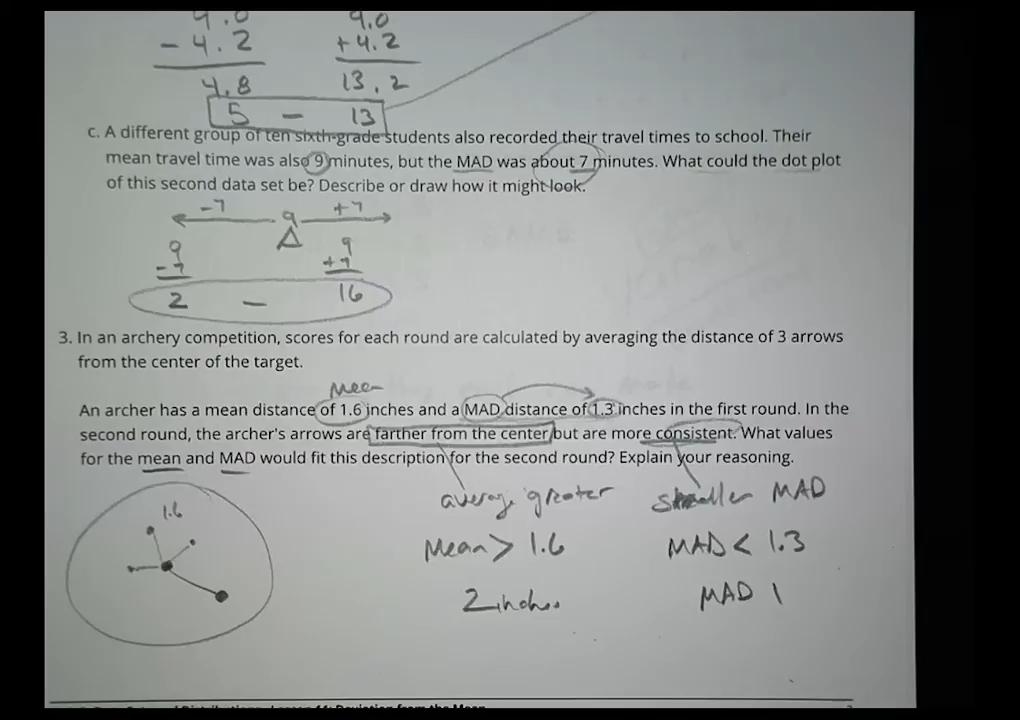 9.0 9.0
- 4.2 +4.2
4.8 13.2
5 - 13
c. A different group of ten sixth-grade students also recorded their travel times to school. Their
mean travel time was also 9 minutes, but the MAD was about 7 minutes. What could the dot plot
of this second data set be? Describe or draw how it might look.
-7 9 +7
9 9
-7 +7
2 - 16
3. In an archery competition, scores for each round are calculated by averaging the distance of 3 arrows
from the center of the target.
Mean
An archer has a mean distance of 1.6 inches and a MAD distance of 1.3 inches in the first round. In the
second round, the archer's arrows are farther from the center but are more consistent. What values
for the mean and MAD would fit this description for the second round? Explain your reasoning.
1.6 average greater smaller MAD
Mean > 1.6 MAD < 1.3
2 inches MAD 1